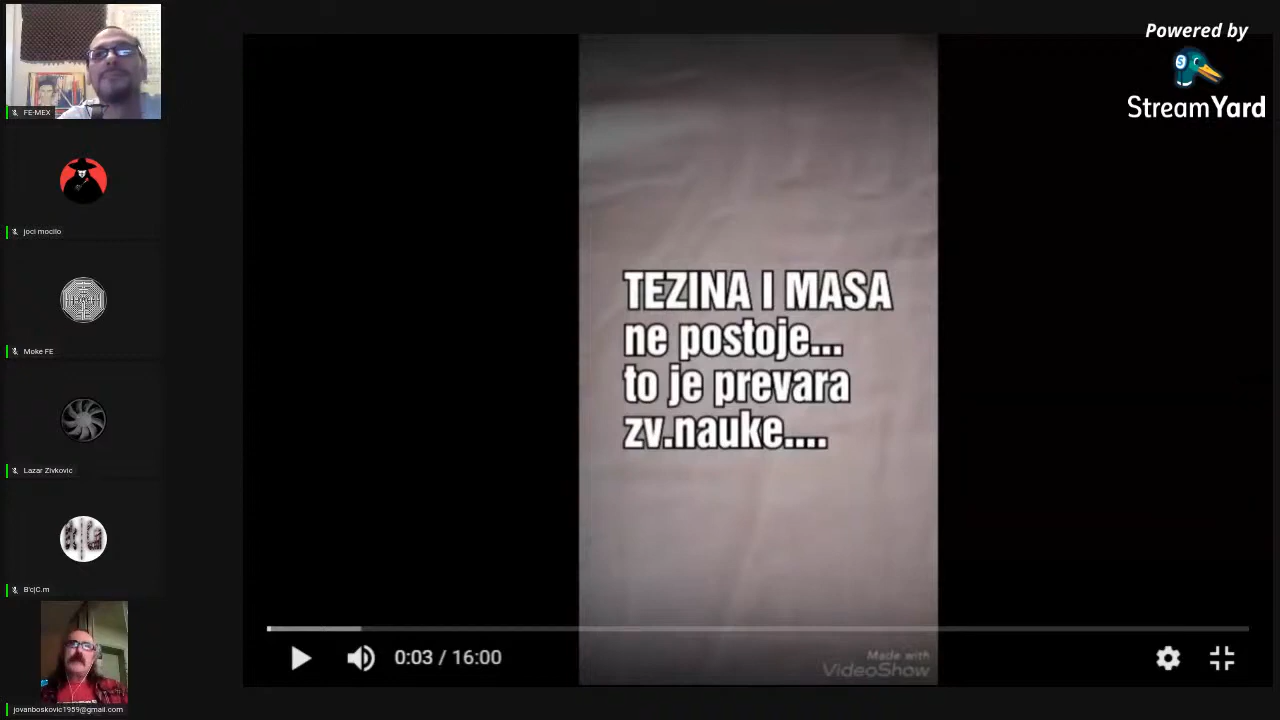 Powered by
StreamYard
FE-MEX
joci mocilo
Moke FE
Lazar Zivkovic
B'c|C.m
jovanboskovic1959@gmail.com
TEZINA I MASA
ne postoje...
to je prevara
zv.nauke....
0:03 / 16:00
Made with
VideoShow